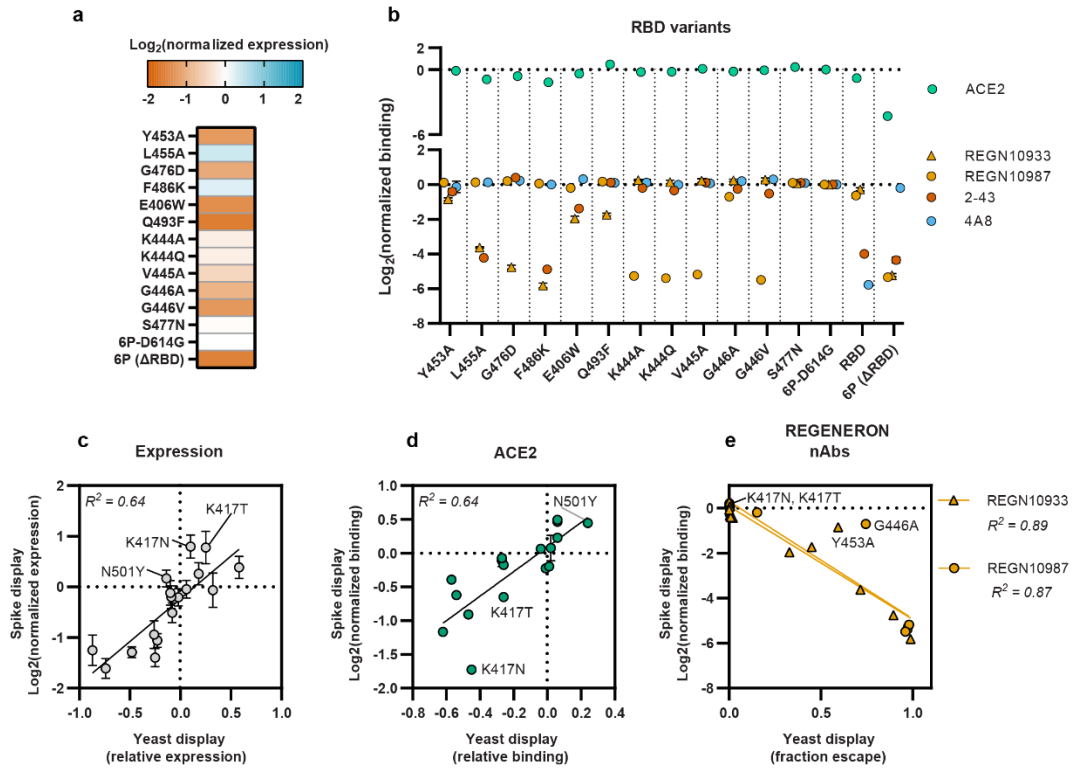 a
Log₂(normalized expression)
-2 -1 0 1 2
Y453A
L455A
G476D
F486K
E406W
Q493F
K444A
K444Q
V445A
G446A
G446V
S477N
6P-D614G
6P (ΔRBD)
b
RBD variants
Log₂(normalized binding)
2
0
-6
2
0
-2
-4
-6
-8
Y453A L455A G476D F486K E406W Q493F K444A K444Q V445A G446A G446V S477N 6P-D614G RBD 6P (ΔRBD)
ACE2
REGN10933
REGN10987
2-43
4A8
c
Expression
R² = 0.64
K417T
K417N
N501Y
Spike display
Log2(normalized expression)
2
1
0
-1
-2
-1.0 -0.5 0.0 0.5 1.0
Yeast display
(relative expression)
d
ACE2
R² = 0.64
N501Y
K417T
K417N
Spike display
Log2(normalized binding)
1.0
0.5
0.0
-0.5
-1.0
-1.5
-2.0
-0.8 -0.6 -0.4 -0.2 0.0 0.2 0.4
Yeast display
(relative binding)
e
REGENERON
nAbs
K417N, K417T
G446A
Y453A
Spike display
Log2(normalized binding)
2
0
-2
-4
-6
-8
0.0 0.5 1.0
Yeast display
(fraction escape)
REGN10933
R² = 0.89
REGN10987
R² = 0.87